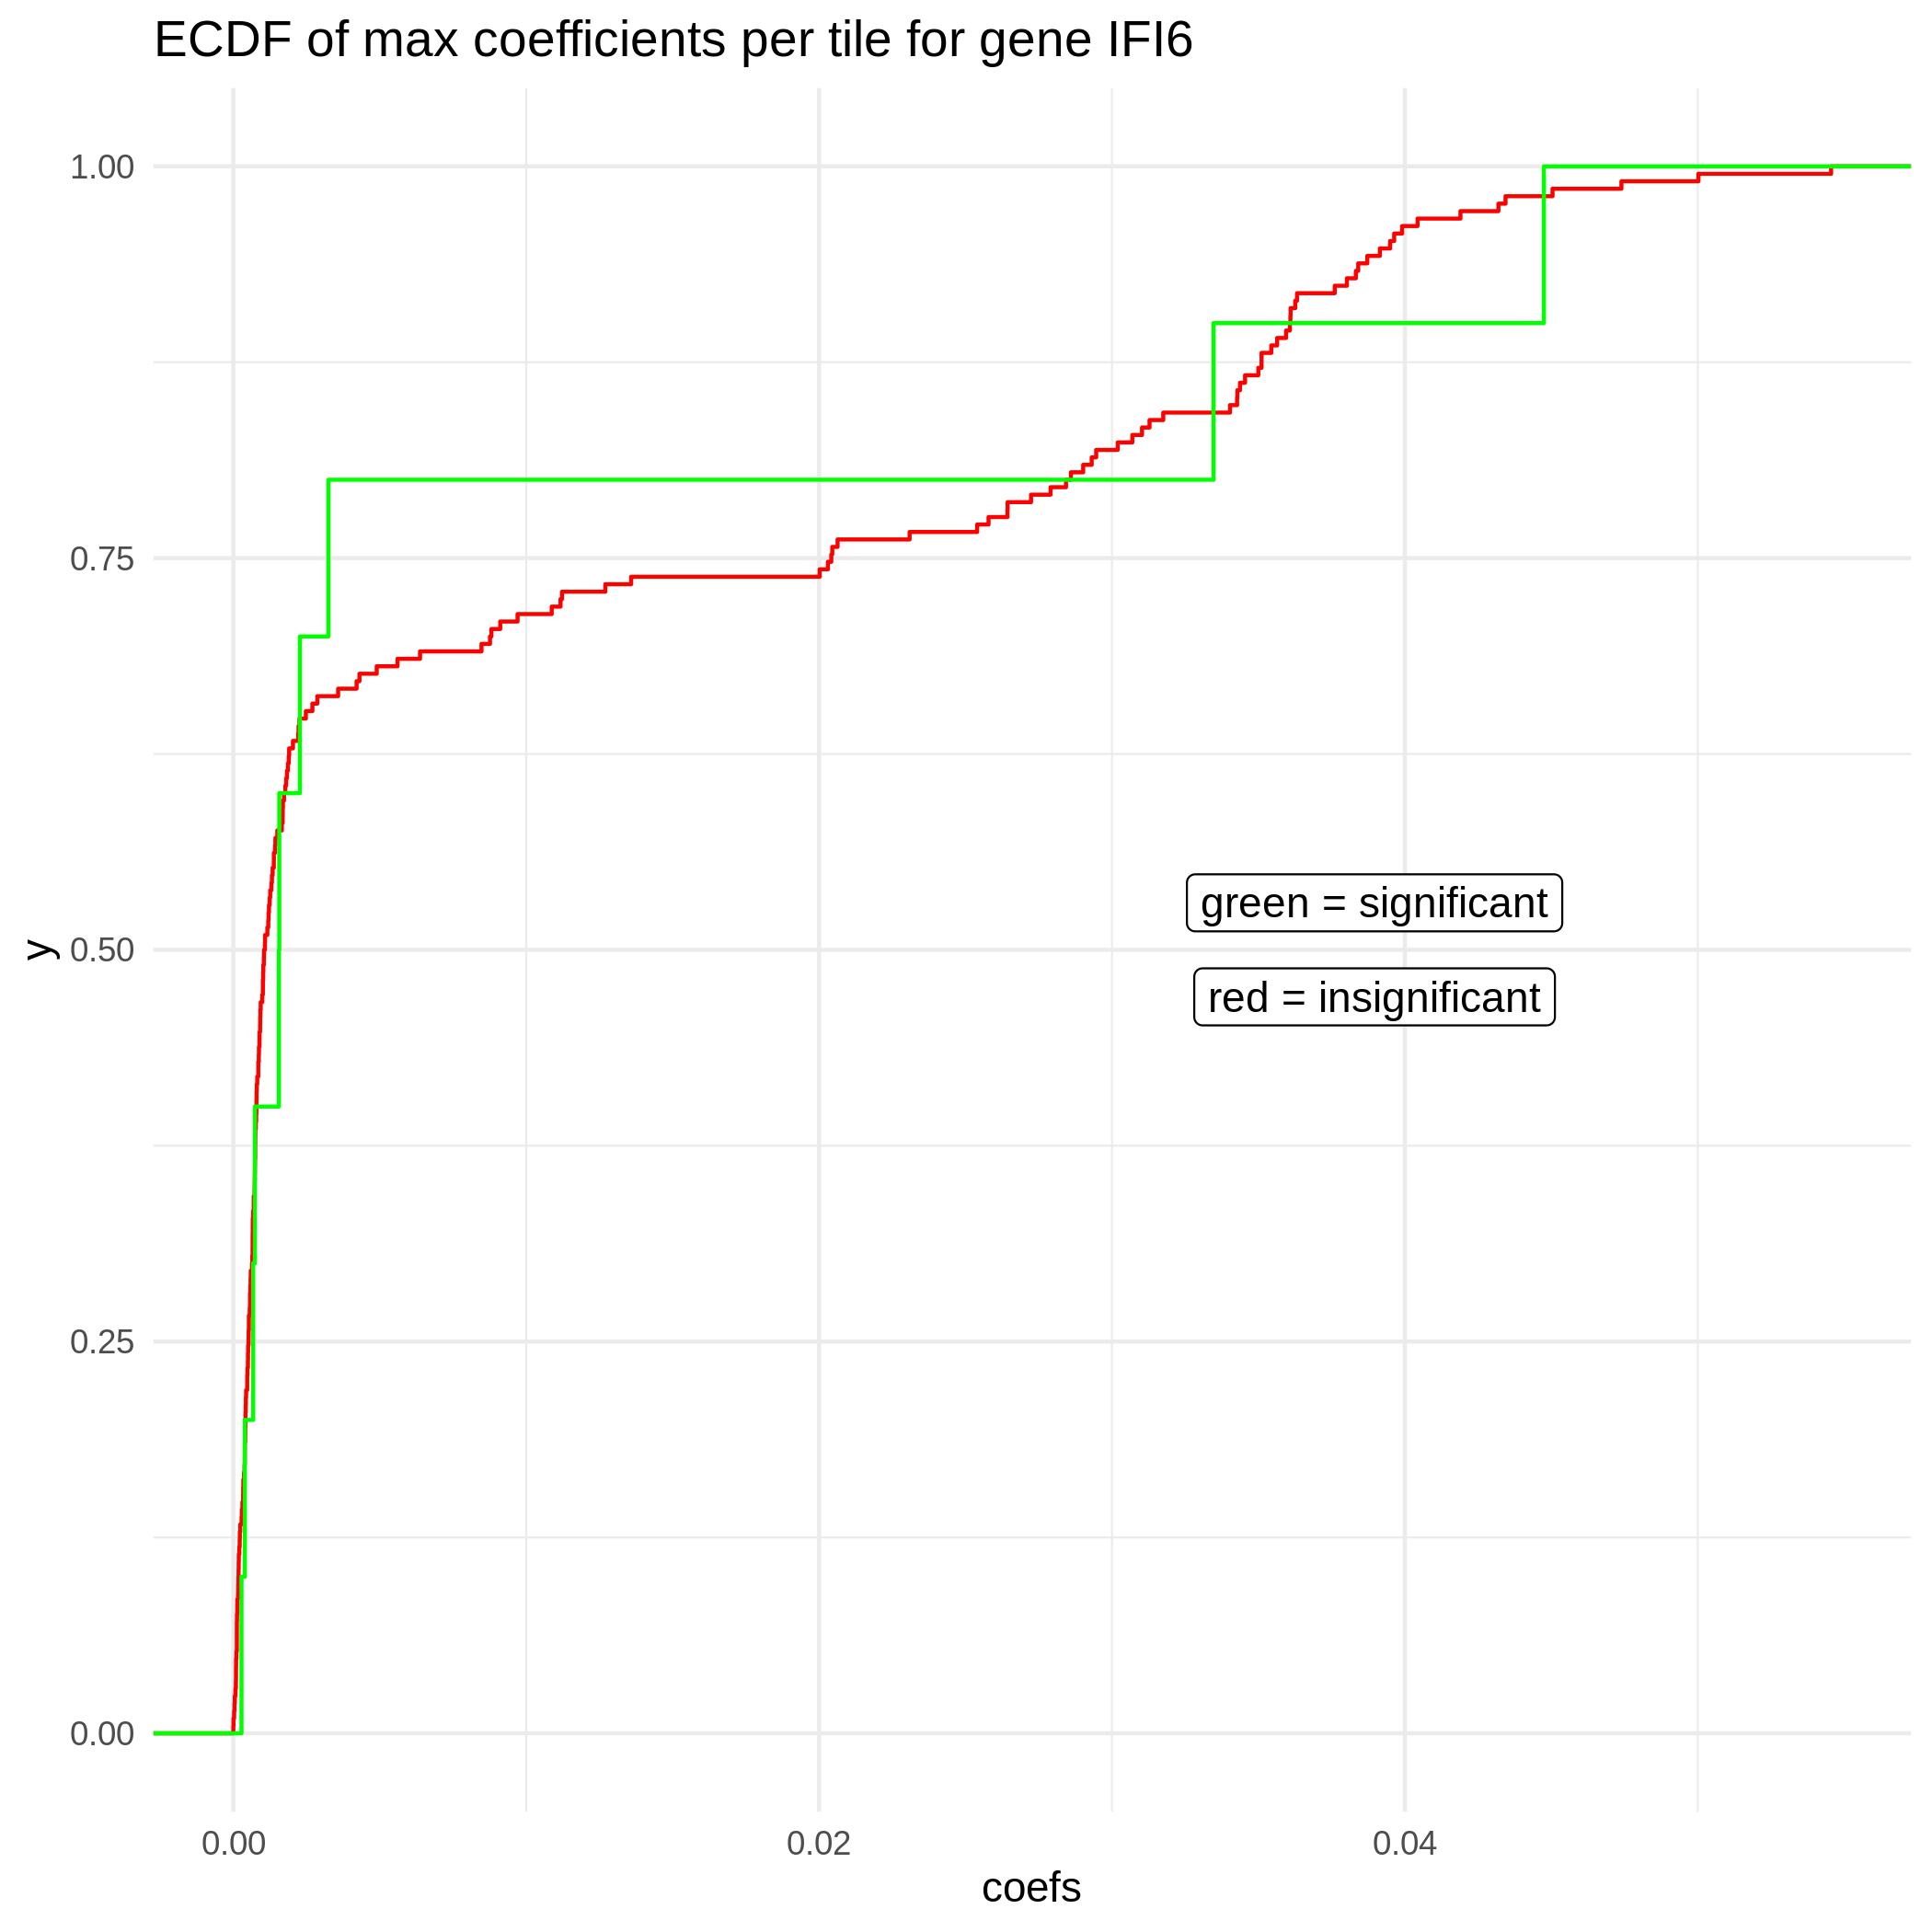 ECDF of max coefficients per tile for gene IFI6
1.00
0.75
0.50
0.25
0.00
y
green = significant
red = insignificant
0.00 0.02 0.04
coefs